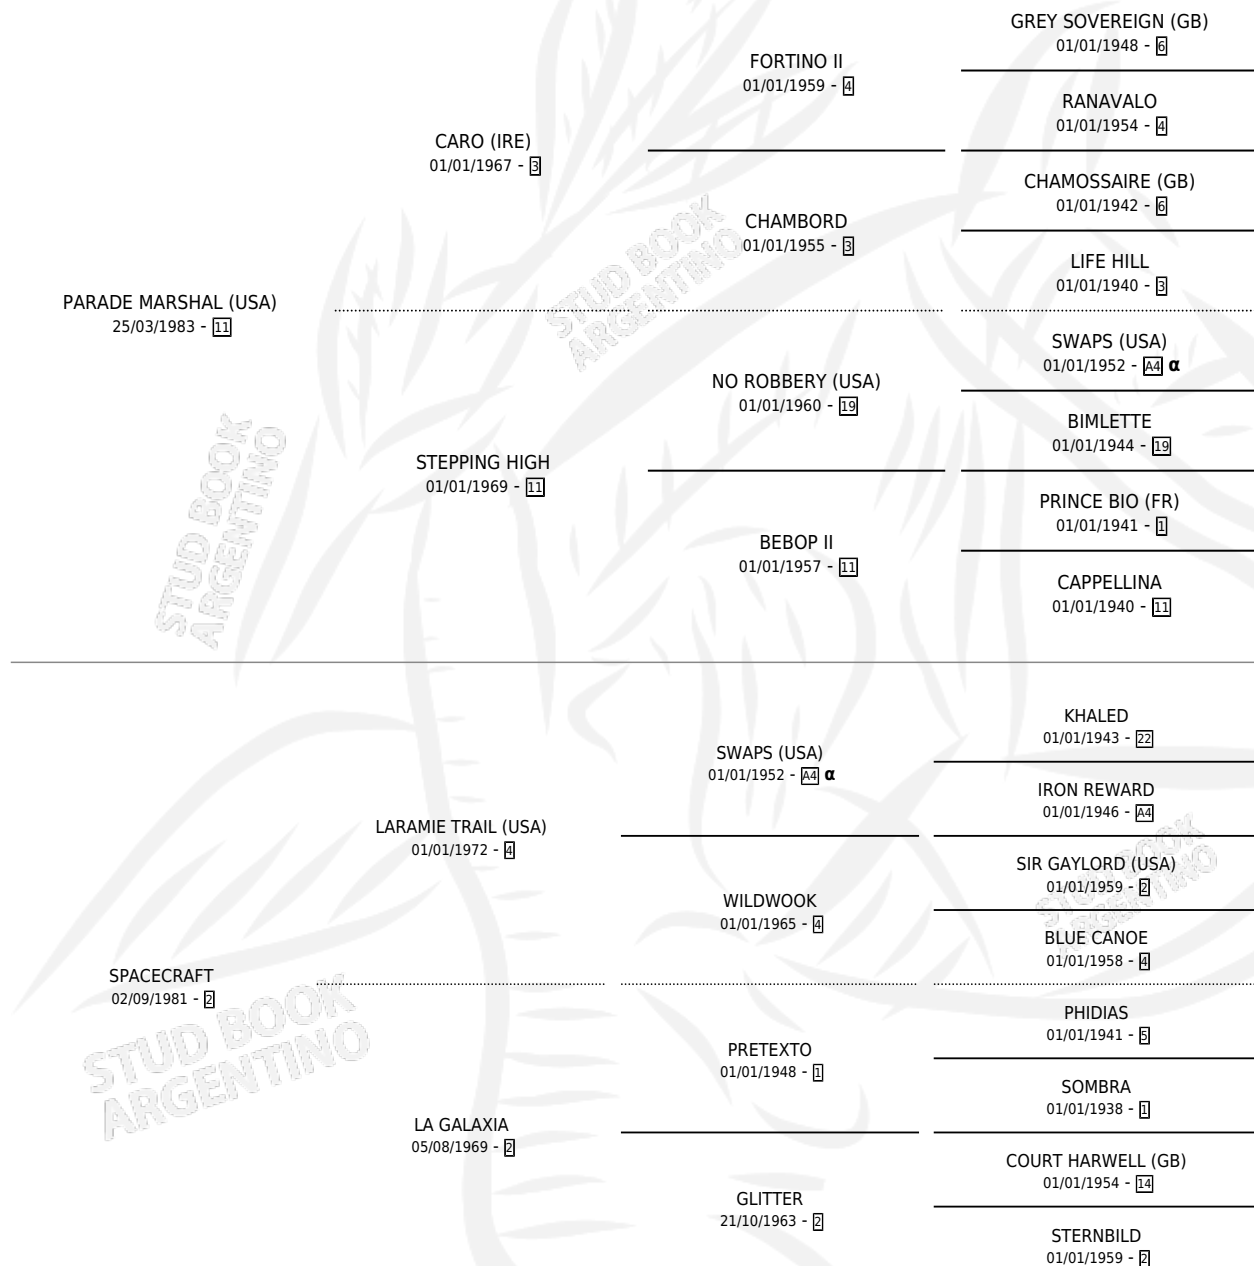 GREY SOVEREIGN (GB)
01/01/1948 - 6
FORTINO II
01/01/1959 - 4
RANAVALO
01/01/1954 - 4
CARO (IRE)
01/01/1967 - 3
CHAMOSSAIRE (GB)
01/01/1942 - 6
CHAMBORD
01/01/1955 - 3
LIFE HILL
01/01/1940 - 3
PARADE MARSHAL (USA)
25/03/1983 - 11
SWAPS (USA)
01/01/1952 - A4 α
NO ROBBERY (USA)
01/01/1960 - 19
BIMLETTE
01/01/1944 - 19
STEPPING HIGH
01/01/1969 - 11
PRINCE BIO (FR)
01/01/1941 - 1
BEBOP II
01/01/1957 - 11
CAPPELLINA
01/01/1940 - 11
KHALED
01/01/1943 - 22
SWAPS (USA)
01/01/1952 - A4 α
IRON REWARD
01/01/1946 - A4
LARAMIE TRAIL (USA)
01/01/1972 - 4
SIR GAYLORD (USA)
01/01/1959 - 2
WILDWOOK
01/01/1965 - 4
BLUE CANOE
01/01/1958 - 4
SPACECRAFT
02/09/1981 - 2
PHIDIAS
01/01/1941 - 5
PRETEXTO
01/01/1948 - 1
SOMBRA
01/01/1938 - 1
LA GALAXIA
05/08/1969 - 2
COURT HARWELL (GB)
01/01/1954 - 14
GLITTER
21/10/1963 - 2
STERNBILD
01/01/1959 - 2
STUD BOOK
ARGENTINO
STUD BOOK
ARGENTINO
STUD BOOK
ARGENTINO
STUD BOOK
ARGENTINO